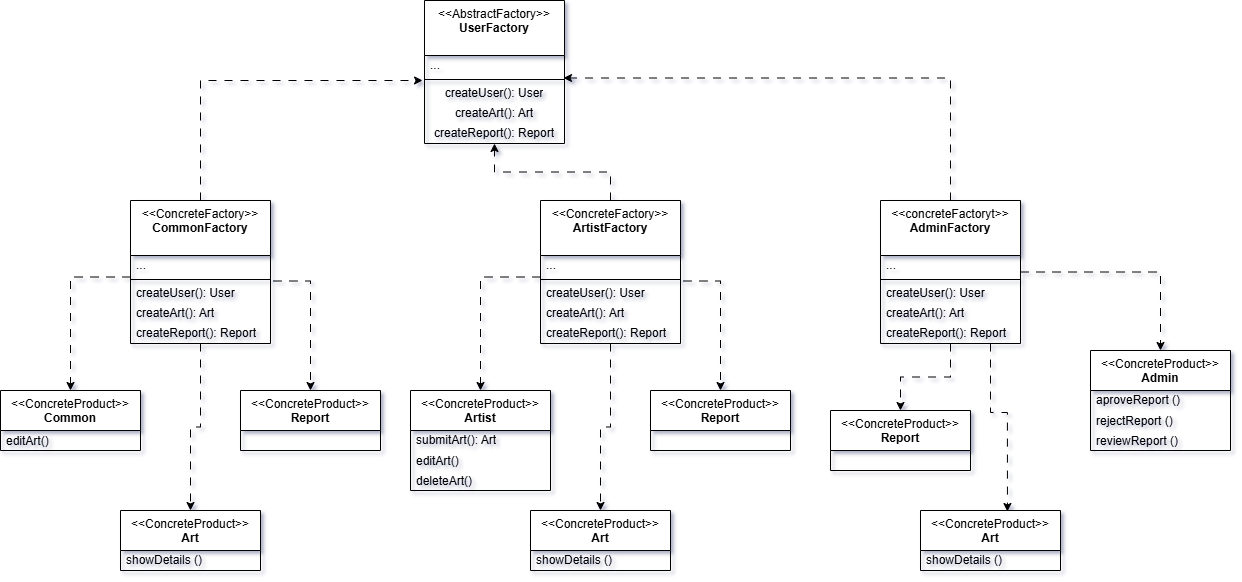 <<AbstractFactory>>
UserFactory
...
createUser(): User
createArt(): Art
createReport(): Report
<<ConcreteFactory>>
CommonFactory
...
createUser(): User
createArt(): Art
createReport(): Report
<<ConcreteFactory>>
ArtistFactory
...
createUser(): User
createArt(): Art
createReport(): Report
<<concreteFactoryt>>
AdminFactory
...
createUser(): User
createArt(): Art
createReport(): Report
<<ConcreteProduct>>
Common
editArt()
<<ConcreteProduct>>
Report
<<ConcreteProduct>>
Artist
submitArt(): Art
editArt()
deleteArt()
<<ConcreteProduct>>
Report
<<ConcreteProduct>>
Report
<<ConcreteProduct>>
Admin
aproveReport ()
rejectReport ()
reviewReport ()
<<ConcreteProduct>>
Art
showDetails ()
<<ConcreteProduct>>
Art
showDetails ()
<<ConcreteProduct>>
Art
showDetails ()